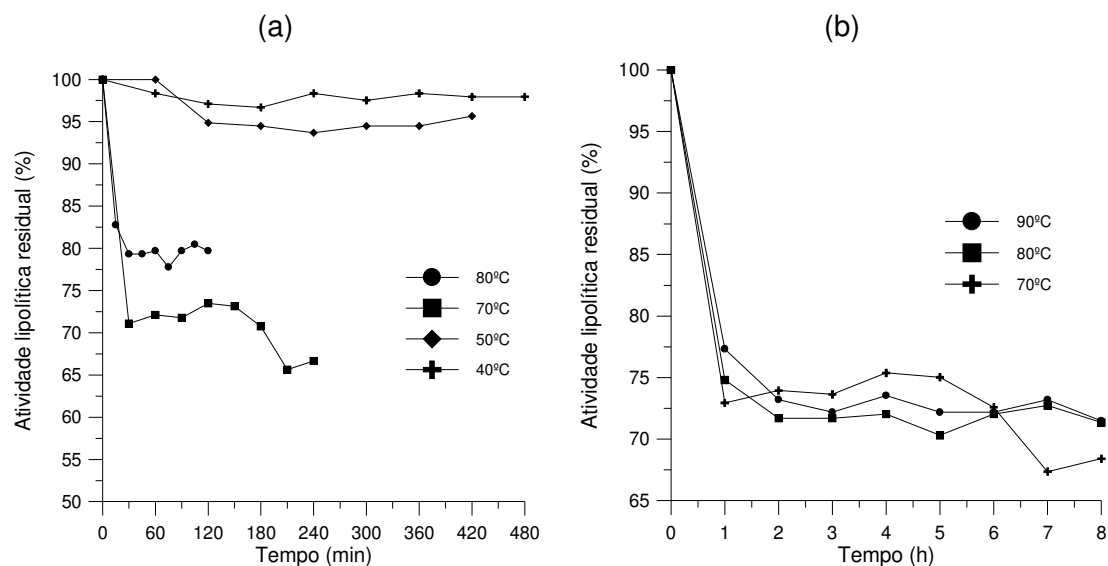 (a)
Atividade lipolítica residual (%)
100
95
90
85
80
75
70
65
60
55
50
0 60 120 180 240 300 360 420 480
Tempo (min)
80ºC
70ºC
50ºC
40ºC
(b)
Atividade lipolítica residual (%)
100
95
90
85
80
75
70
65
0 1 2 3 4 5 6 7 8
Tempo (h)
90ºC
80ºC
70ºC